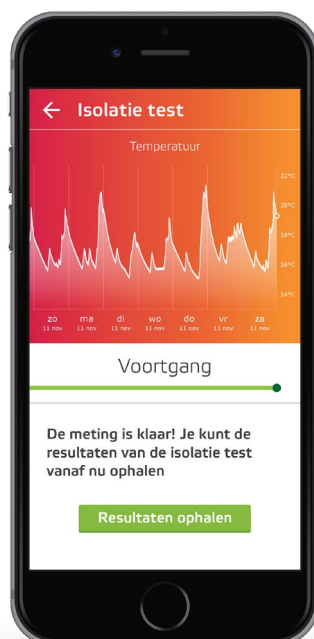 Isolatie test
Temperatuur
22°C
20°C
18°C
16°C
14°C
zo ma di wo do vr za
11 nov 11 nov 11 nov 11 nov 11 nov 11 nov 11 nov
Voortgang
De meting is klaar! Je kunt de
resultaten van de isolatie test
vanaf nu ophalen
Resultaten ophalen